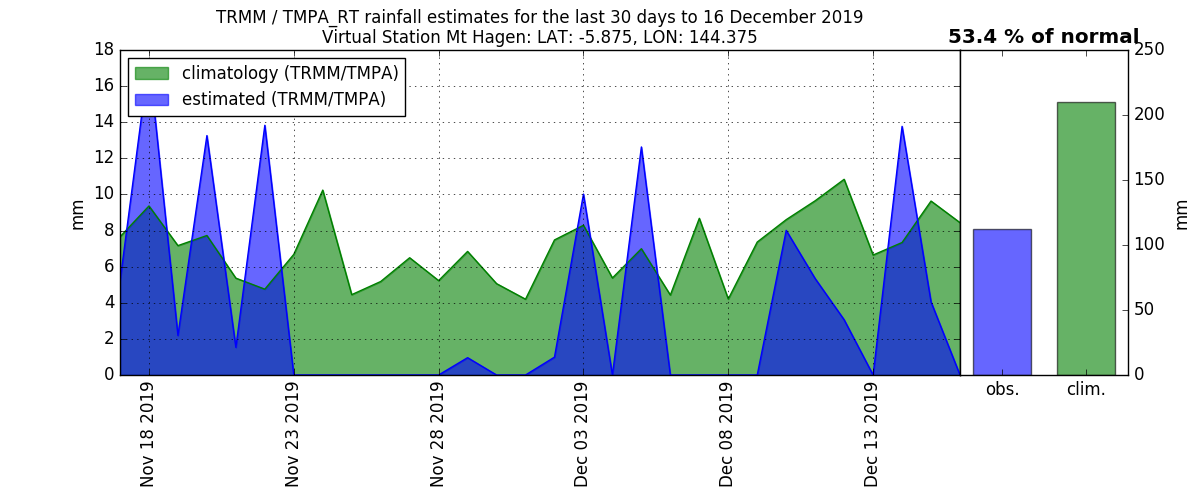 TRMM / TMPA_RT rainfall estimates for the last 30 days to 16 December 2019
Virtual Station Mt Hagen: LAT: -5.875, LON: 144.375
53.4 % of normal
climatology (TRMM/TMPA)
estimated (TRMM/TMPA)
mm
18
16
14
12
10
8
6
4
2
0
Nov 18 2019
Nov 23 2019
Nov 28 2019
Dec 03 2019
Dec 08 2019
Dec 13 2019
obs.
clim.
250
200
150
100
50
0
mm